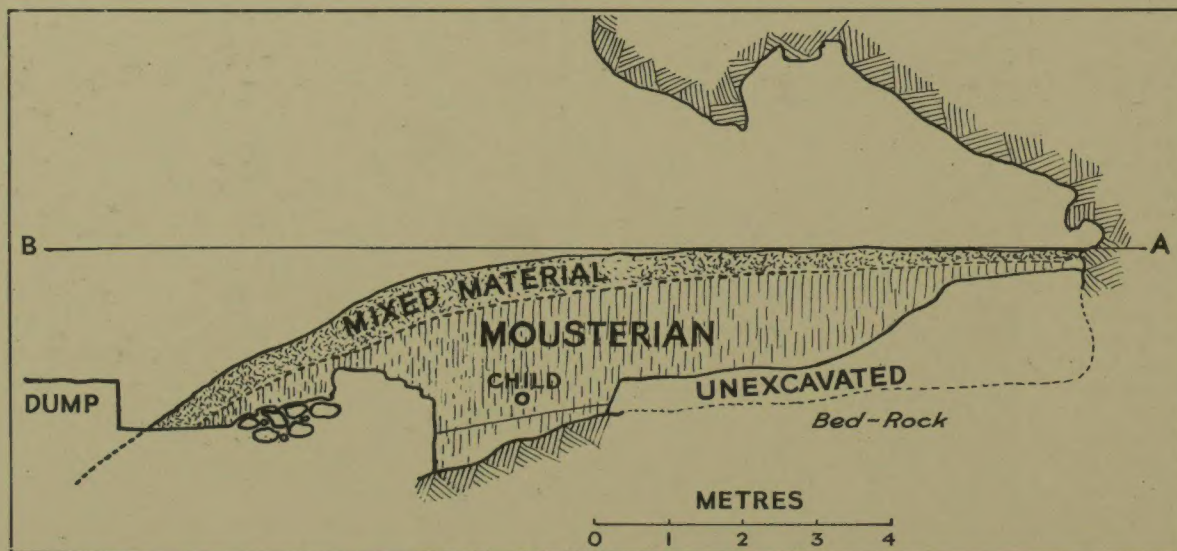 B
A
MIXED MATERIAL
MOUSTERIAN
CHILD
DUMP
UNEXCAVATED
Bed-Rock
METRES
0 1 2 3 4